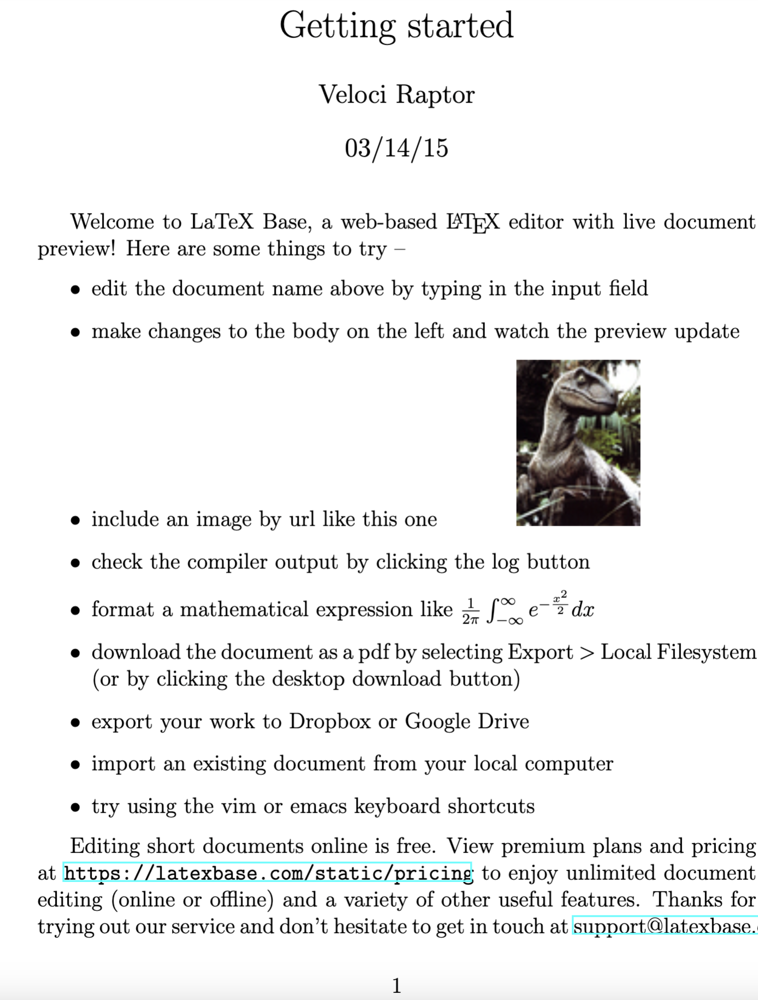 Getting started
Veloci Raptor
03/14/15
Welcome to LaTeX Base, a web-based LATEX editor with live document
preview! Here are some things to try –
• edit the document name above by typing in the input field
• make changes to the body on the left and watch the preview update
• include an image by url like this one
• check the compiler output by clicking the log button
• format a mathematical expression like $\frac{1}{2\pi} \int_{-\infty}^{\infty} e^{-\frac{x^2}{2}} dx$
• download the document as a pdf by selecting Export > Local Filesystem
(or by clicking the desktop download button)
• export your work to Dropbox or Google Drive
• import an existing document from your local computer
• try using the vim or emacs keyboard shortcuts
Editing short documents online is free. View premium plans and pricing
at https://latexbase.com/static/pricing to enjoy unlimited document
editing (online or offline) and a variety of other useful features. Thanks for
trying out our service and don't hesitate to get in touch at support@latexbase.
1